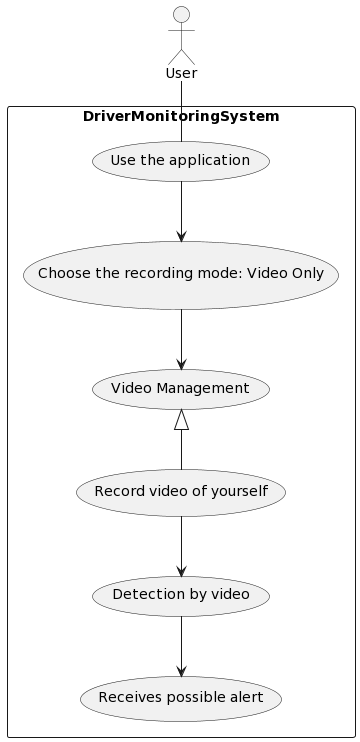 User
DriverMonitoringSystem
Use the application
Choose the recording mode: Video Only
Video Management
Record video of yourself
Detection by video
Receives possible alert